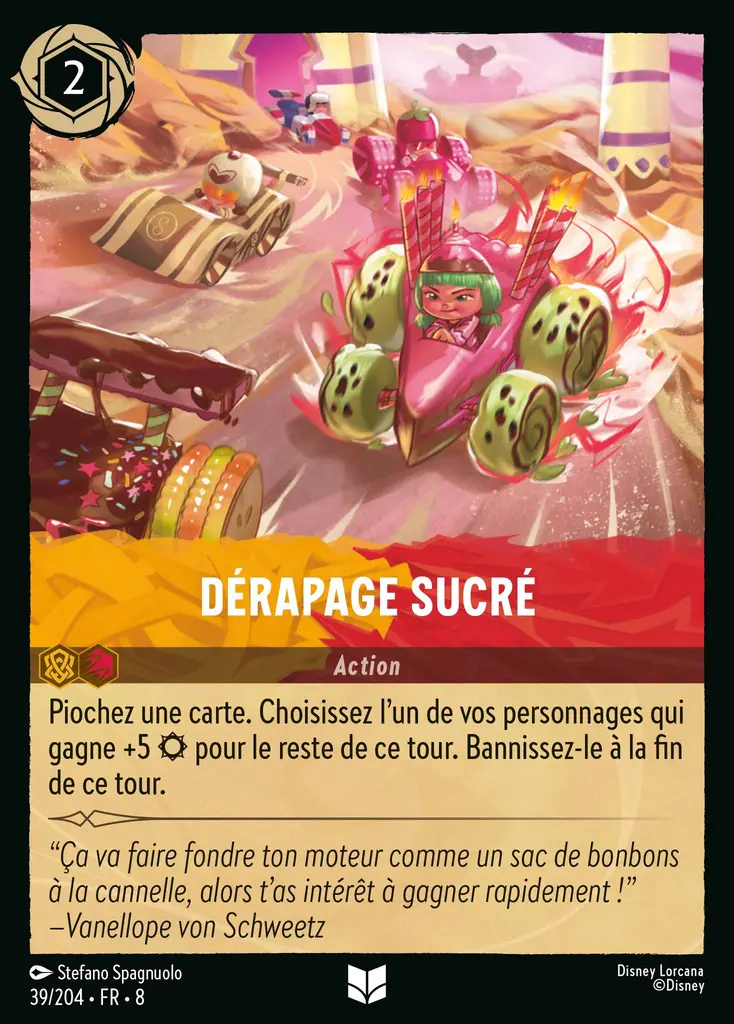 2
DÉRAPAGE SUCRÉ
Action
Piochez une carte. Choisissez l’un de vos personnages qui
gagne +5 pour le reste de ce tour. Bannissez-le à la fin
de ce tour.
“Ça va faire fondre ton moteur comme un sac de bonbons
à la cannelle, alors t’as intérêt à gagner rapidement !”
–Vanellope von Schweetz
Stefano Spagnuolo
39/204 • FR • 8
Disney Lorcana
©Disney